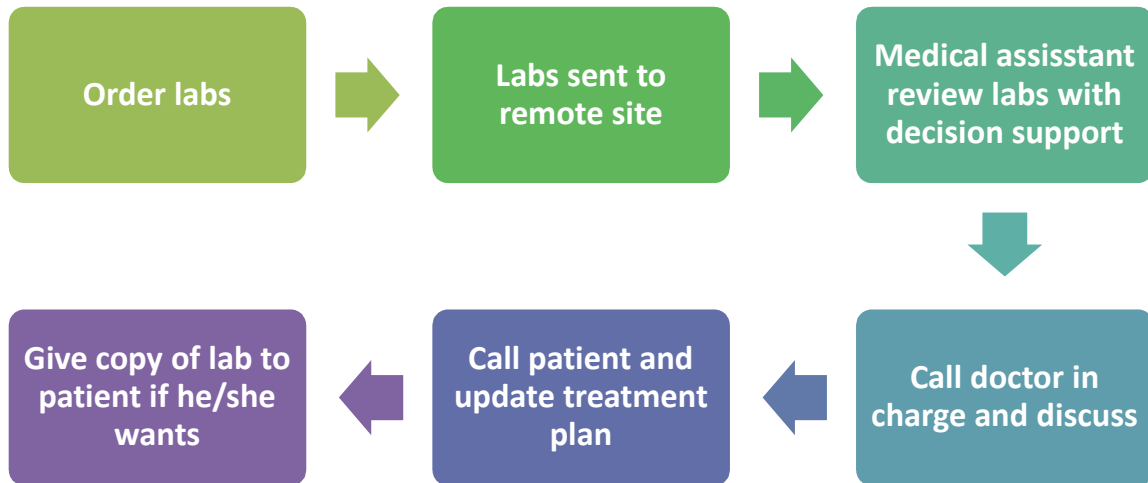 Order labs
Labs sent to
remote site
Medical assisstant
review labs with
decision support
Call doctor in
charge and discuss
Call patient and
update treatment
plan
Give copy of lab to
patient if he/she
wants